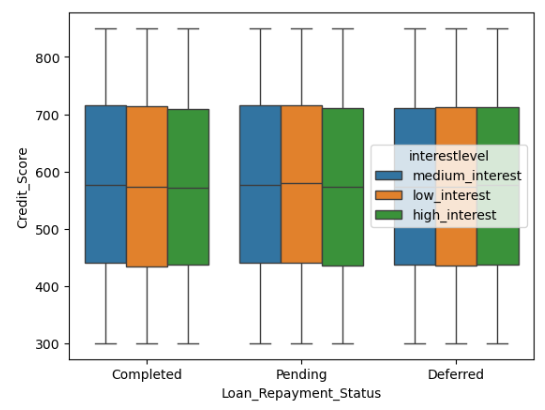 800
700
600
500
400
300
Credit_Score
interestlevel
medium_interest
low_interest
high_interest
Completed
Pending
Deferred
Loan_Repayment_Status